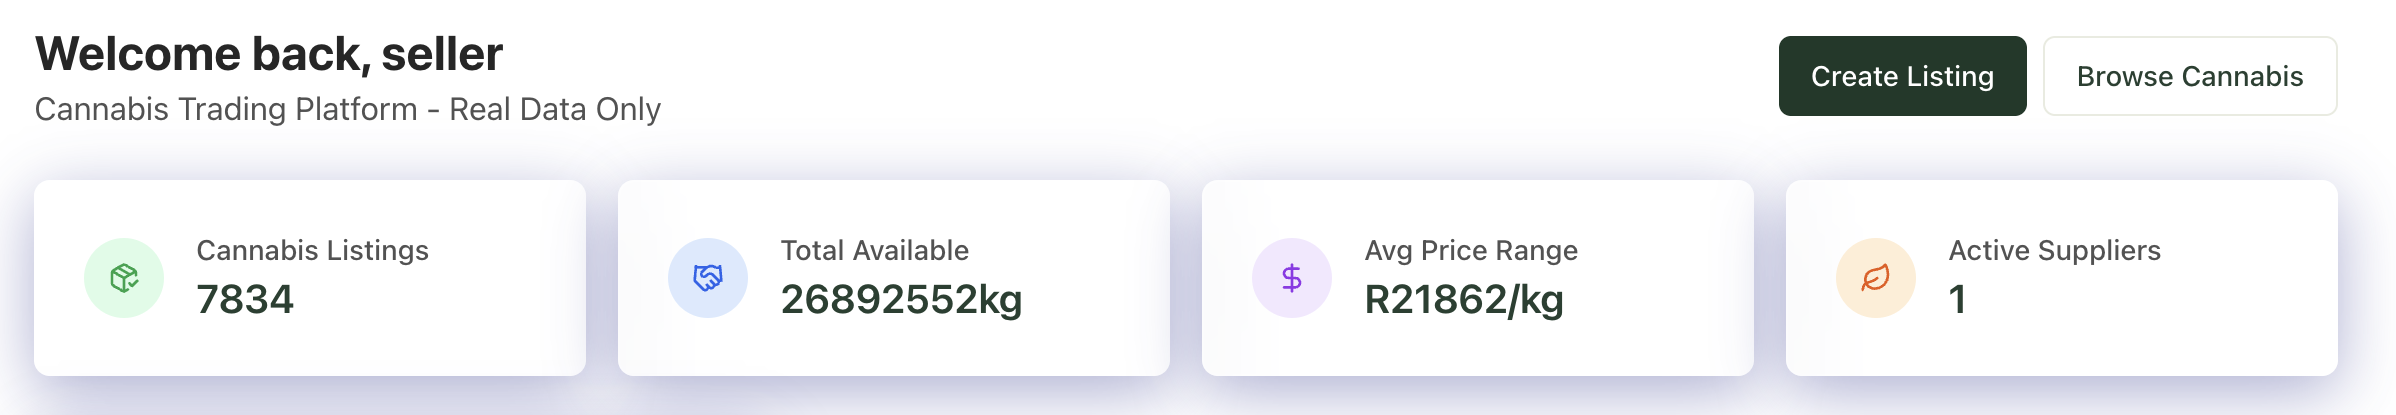 Welcome back, seller
Cannabis Trading Platform - Real Data Only
Create Listing
Browse Cannabis
Cannabis Listings
7834
Total Available
26892552kg
Avg Price Range
R21862/kg
Active Suppliers
1